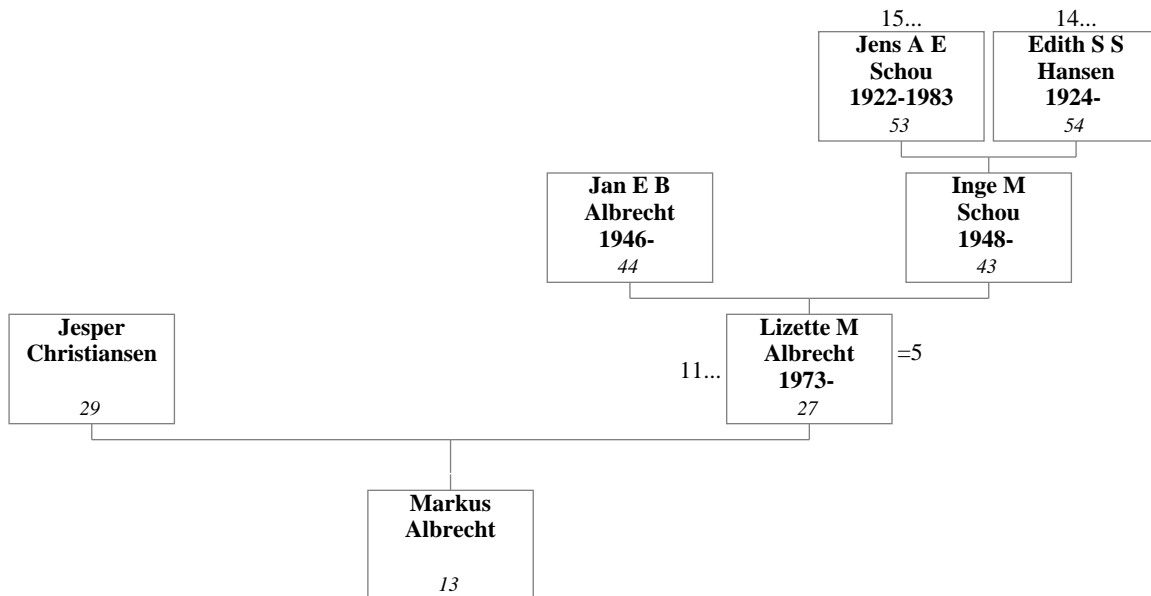 15...
14...
Jens A E
Schou
1922-1983
53
Edith S S
Hansen
1924-
54
Jan E B
Albrecht
1946-
44
Inge M
Schou
1948-
43
Jesper
Christiansen
29
11...
Lizette M
Albrecht
1973-
27
=5
Markus
Albrecht
13